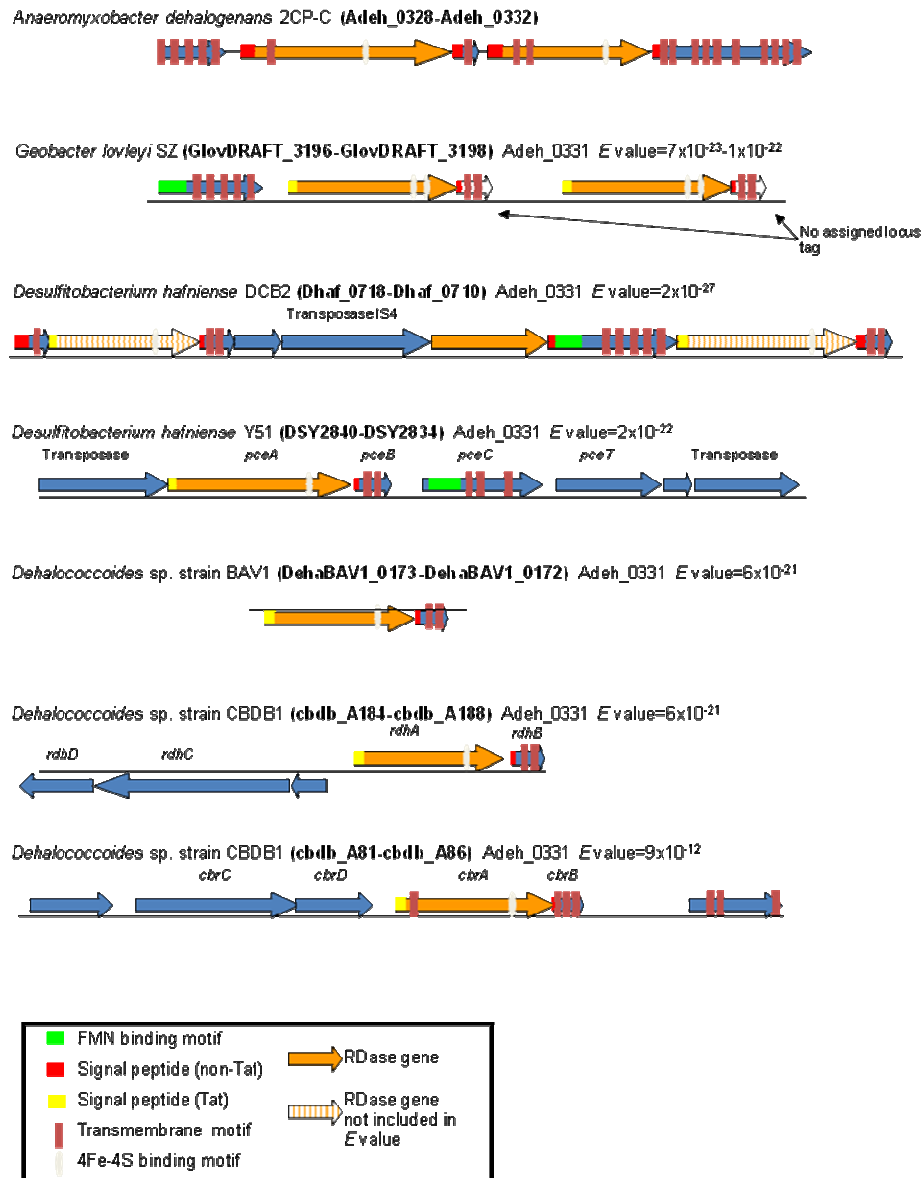 Anaeromyxobacter dehalogenans 2CP-C (Adeh_0328-Adeh_0332)
Geobacter lovleyi SZ (GlovDRAFT_3196-GlovDRAFT_3198) Adeh_0331 E value=7x10-23-1x10-22
No assigned locus
tag
Desulfitobacterium hafniense DCB2 (Dhaf_0718-Dhaf_0710) Adeh_0331 E value=2x10-27
TransposaseIS4
Desulfitobacterium hafniense Y51 (DSY2840-DSY2834) Adeh_0331 E value=2x10-22
Transposase pceA pceB pceC pceT Transposase
Dehalococcoides sp. strain BAV1 (DehaBAV1_0173-DehaBAV1_0172) Adeh_0331 E value=6x10-21
Dehalococcoides sp. strain CBDB1 (cbdb_A184-cbdb_A188) Adeh_0331 E value=6x10-21
rdhD rdhC rdhA rdhB
Dehalococcoides sp. strain CBDB1 (cbdb_A81-cbdb_A86) Adeh_0331 E value=9x10-12
cbrC cbrD cbrA cbrB
FMN binding motif
Signal peptide (non-Tat)
Signal peptide (Tat)
Transmembrane motif
4Fe-4S binding motif
RDase gene
RDase gene
not included in
E value